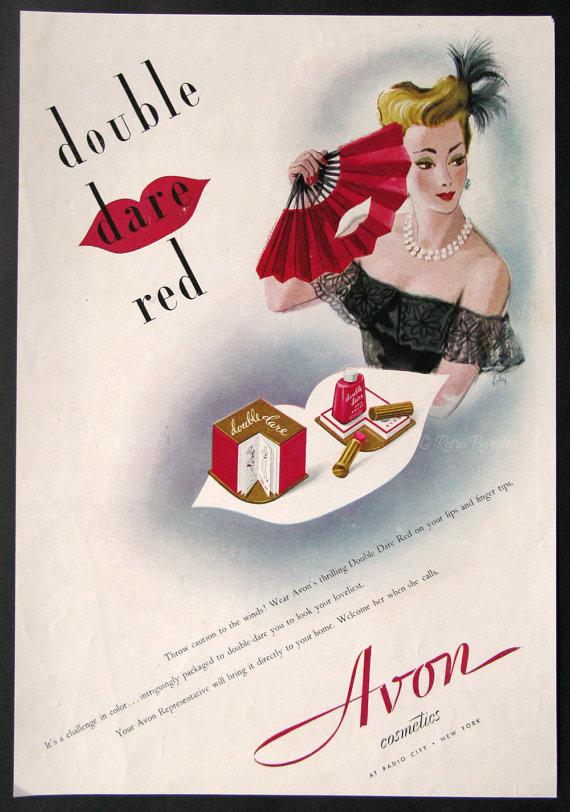 double
dare
red
double dare
double
dare
AVON
© Retro Reveries
Throw caution to the winds! Wear Avon's thrilling Double Dare Red on your lips and finger tips.
It's a challenge in color... intriguingly packaged to double-dare you to look your loveliest.
Your Avon Representative will bring it directly to your home. Welcome her when she calls.
Avon
cosmetics
AT RADIO CITY • NEW YORK